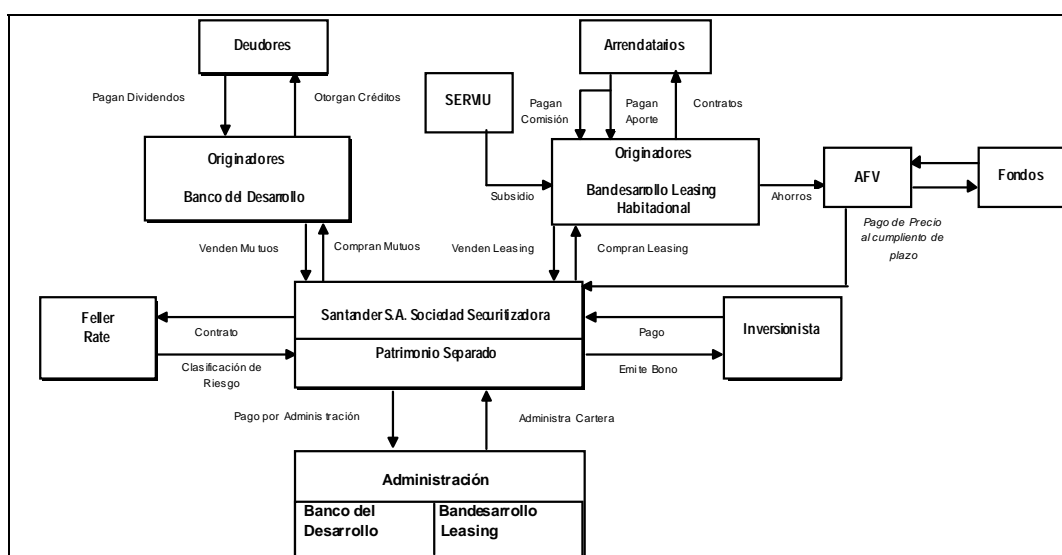 Deudores
Arrendatarios
Pagan Dividendos
Otorgan Créditos
SERVIU
Pagan
Comisión
Pagan
Aporte
Contratos
Originadores
Banco del Desarrollo
Originadores
Bandesarrollo Leasing
Habitacional
Subsidio
Ahorros
AFV
Fondos
Pago de Precio
al cumpliento de
plazo
Venden Mutuos
Compran Mutuos
Venden Leasing
Compran Leasing
Feller
Rate
Contrato
Clasificación de
Riesgo
Santander S.A. Sociedad Securitizadora
Patrimonio Separado
Pago
Emite Bono
Inversionista
Pago por Administración
Administra Cartera
Administración
Banco del
Desarrollo
Bandesarrollo
Leasing